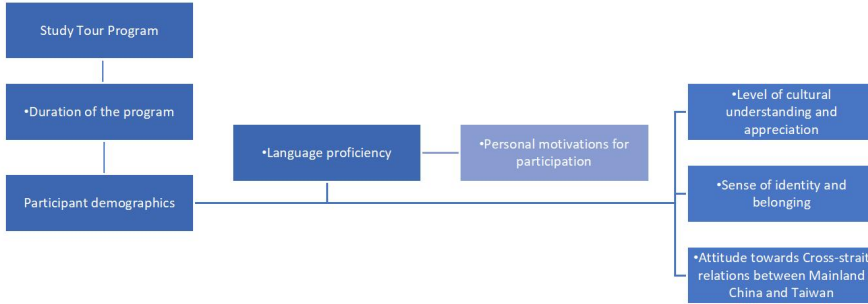 Study Tour Program
•Duration of the program
Participant demographics
•Language proficiency
•Personal motivations for
participation
•Level of cultural
understanding and
appreciation
•Sense of identity and
belonging
•Attitude towards Cross-strait
relations between Mainland
China and Taiwan